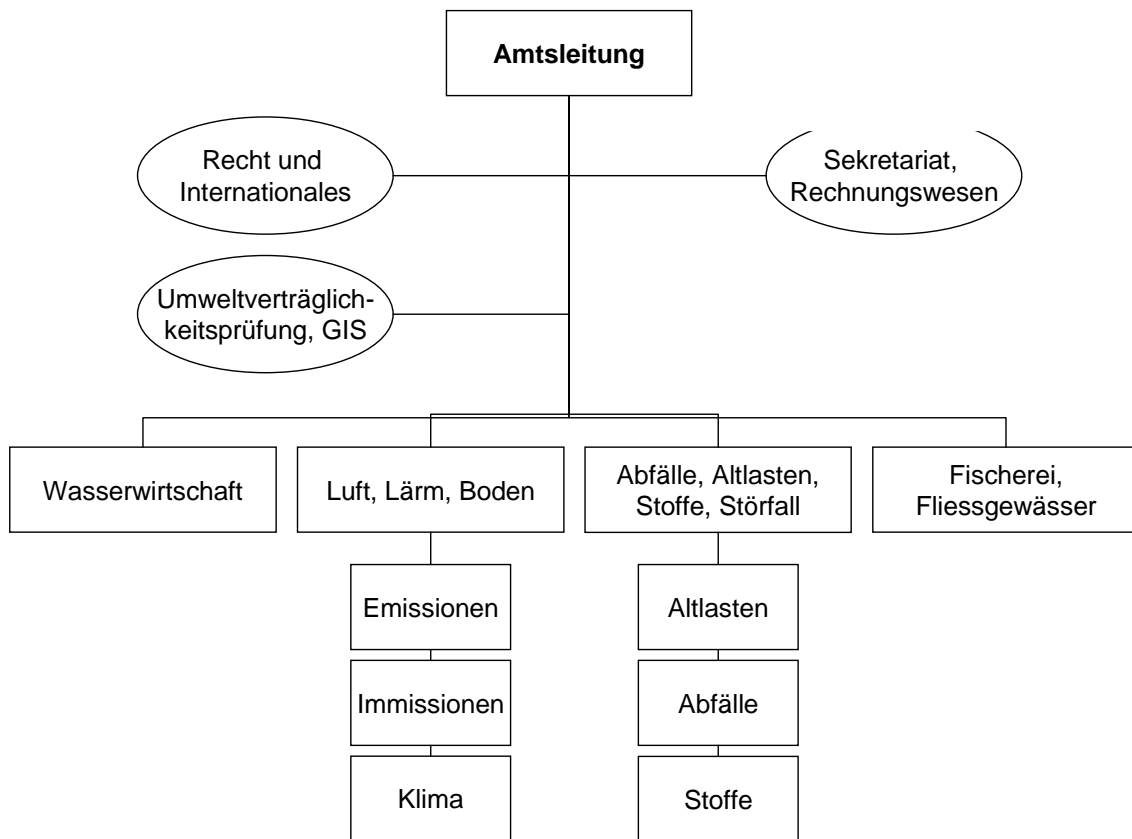 Amtsleitung
Recht und
Internationales
Sekretariat,
Rechnungswesen
Umweltverträglich-
keitsprüfung, GIS
Wasserwirtschaft
Luft, Lärm, Boden
Abfälle, Altlasten,
Stoffe, Störfall
Fischerei,
Fliessgewässer
Emissionen
Altlasten
Immissionen
Abfälle
Klima
Stoffe